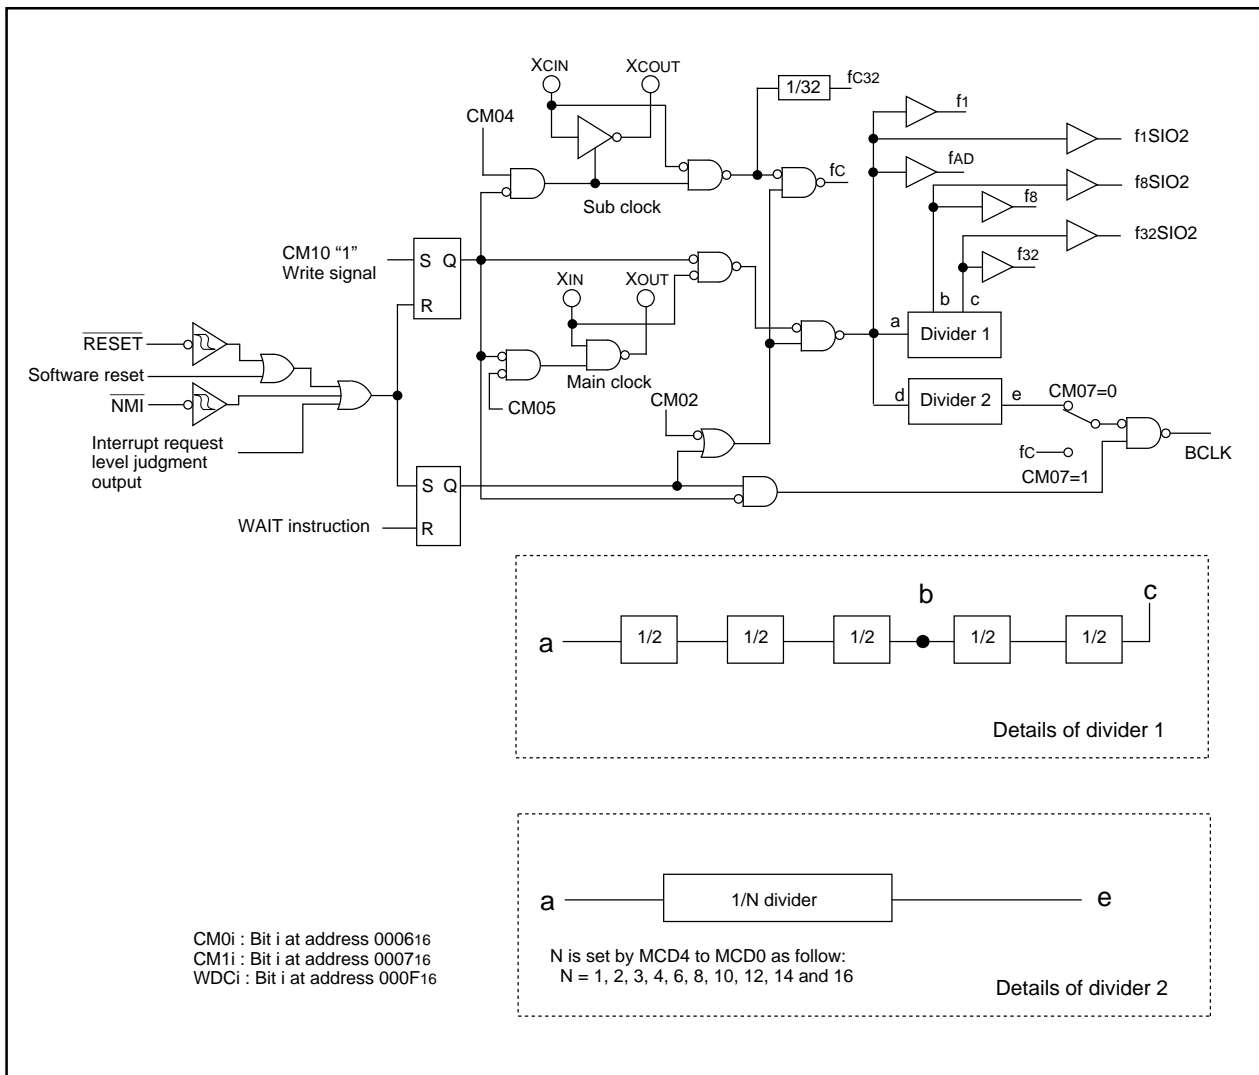 XCIN
XCOUT
1/32
fC32
f1
CM04
f1SIO2
fAD
fC
f8SIO2
f8
Sub clock
f32SIO2
CM10 “1”
Write signal
S Q
R
XIN
XOUT
f32
b c
a
Divider 1
RESET
Software reset
NMI
Main clock
CM05
CM02
d
Divider 2
e
CM07=0
Interrupt request
level judgment
output
fC
CM07=1
BCLK
S Q
R
WAIT instruction
a
1/2
1/2
1/2
b
1/2
1/2
c
Details of divider 1
a
1/N divider
e
CM0i : Bit i at address 000616
CM1i : Bit i at address 000716
WDCi : Bit i at address 000F16
N is set by MCD4 to MCD0 as follow:
N = 1, 2, 3, 4, 6, 8, 10, 12, 14 and 16
Details of divider 2